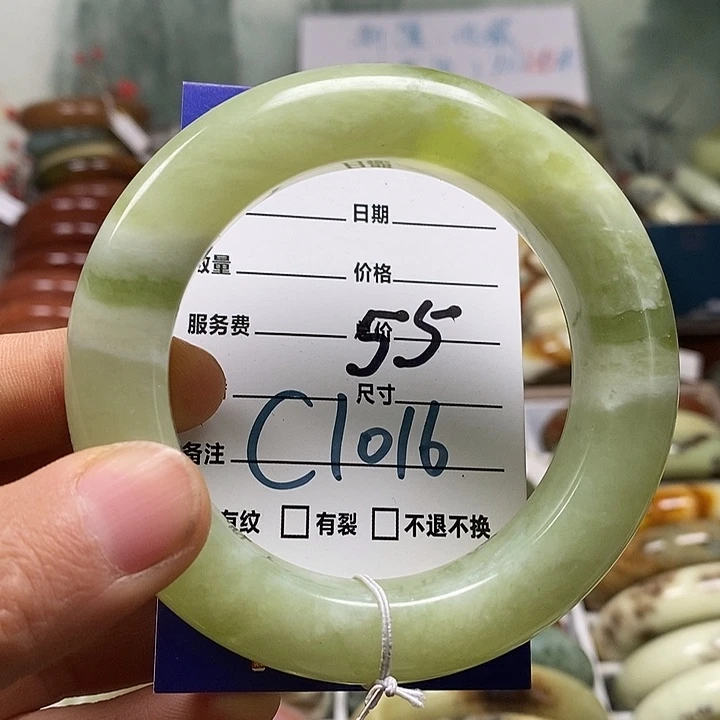 日期
数量 价格
服务费 总价 55
尺寸
C1016
备注
有纹 有裂 不退不换